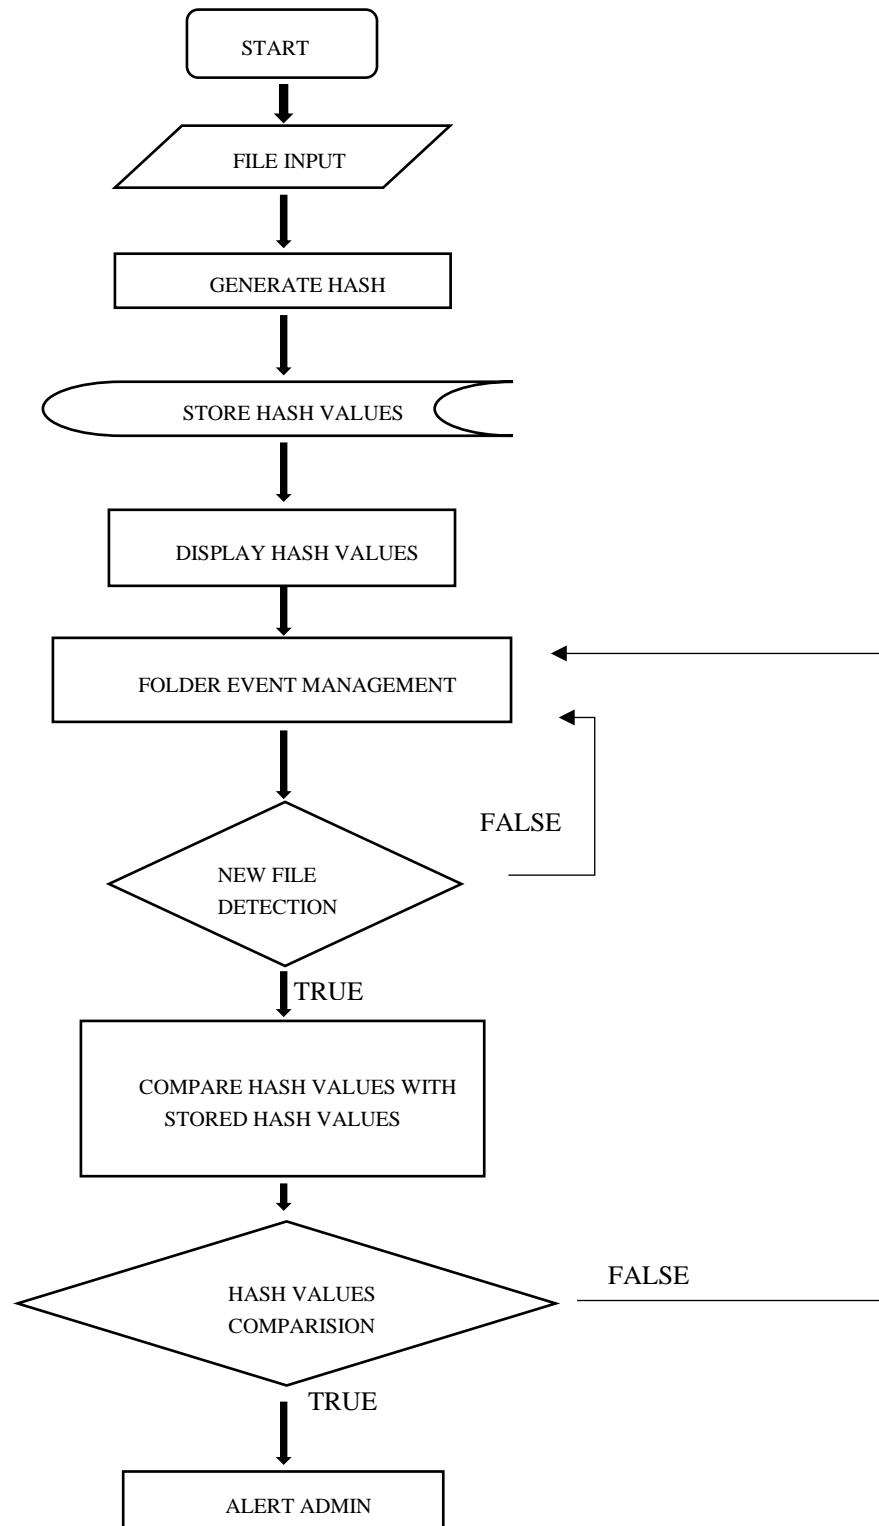 START
FILE INPUT
GENERATE HASH
STORE HASH VALUES
DISPLAY HASH VALUES
FOLDER EVENT MANAGEMENT
FALSE
NEW FILE
DETECTION
TRUE
COMPARE HASH VALUES WITH
STORED HASH VALUES
FALSE
HASH VALUES
COMPARISION
TRUE
ALERT ADMIN